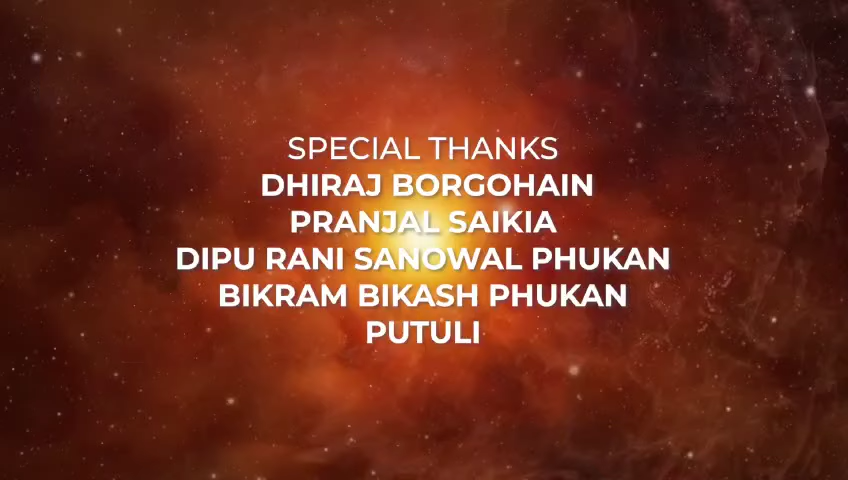 SPECIAL THANKS
DHIRAJ BORGOHAIN
PRANJAL SAIKIA
DIPU RANI SANOWAL PHUKAN
BIKRAM BIKASH PHUKAN
PUTULI